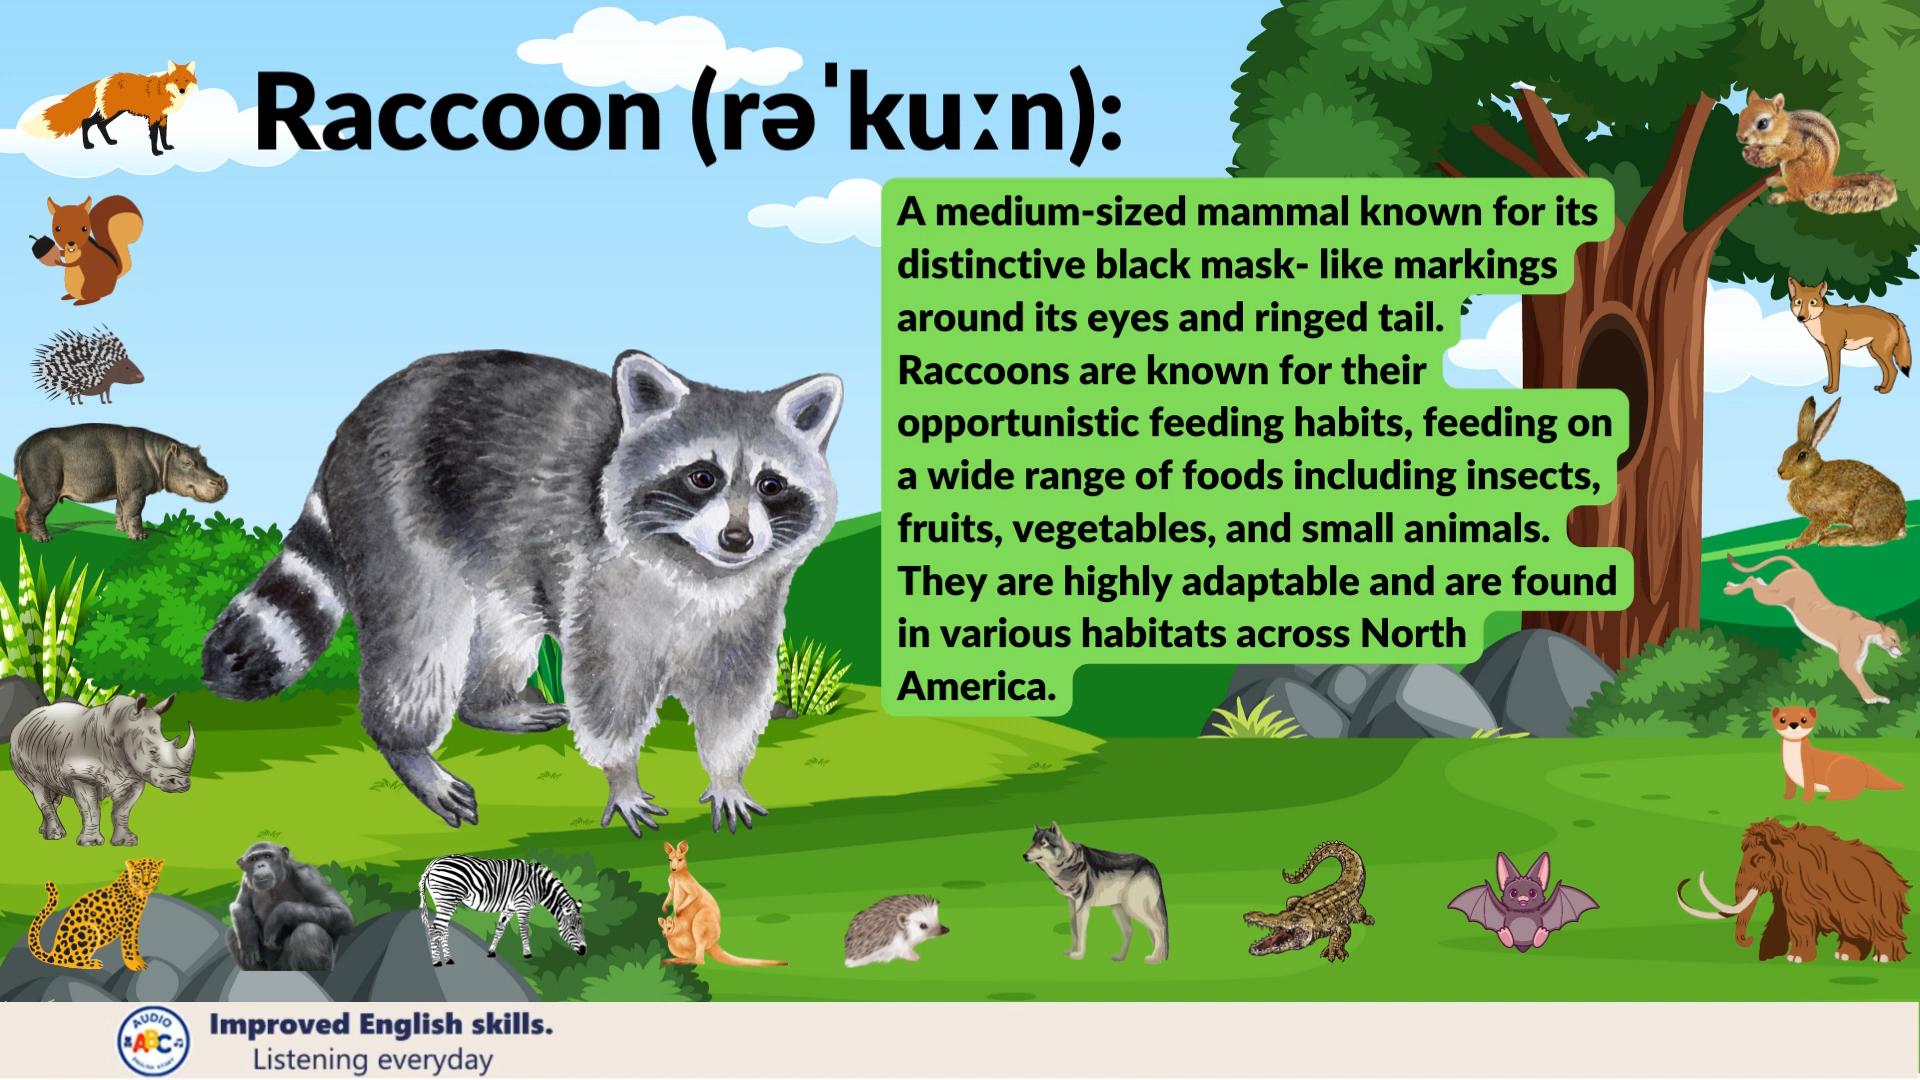 Raccoon (rəˈkuːn):
A medium-sized mammal known for its
distinctive black mask- like markings
around its eyes and ringed tail.
Raccoons are known for their
opportunistic feeding habits, feeding on
a wide range of foods including insects,
fruits, vegetables, and small animals.
They are highly adaptable and are found
in various habitats across North
America.
AUDIO
ABC
Improved English skills.
Listening everyday